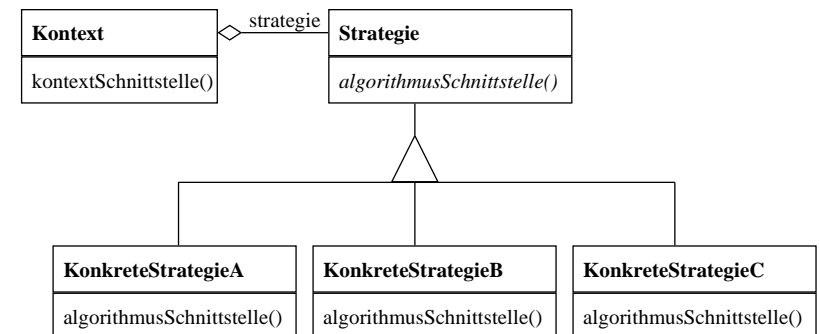 Kontext
strategie
Strategie
kontextSchnittstelle()
algorithmusSchnittstelle()
KonkreteStrategieA
KonkreteStrategieB
KonkreteStrategieC
algorithmusSchnittstelle()
algorithmusSchnittstelle()
algorithmusSchnittstelle()